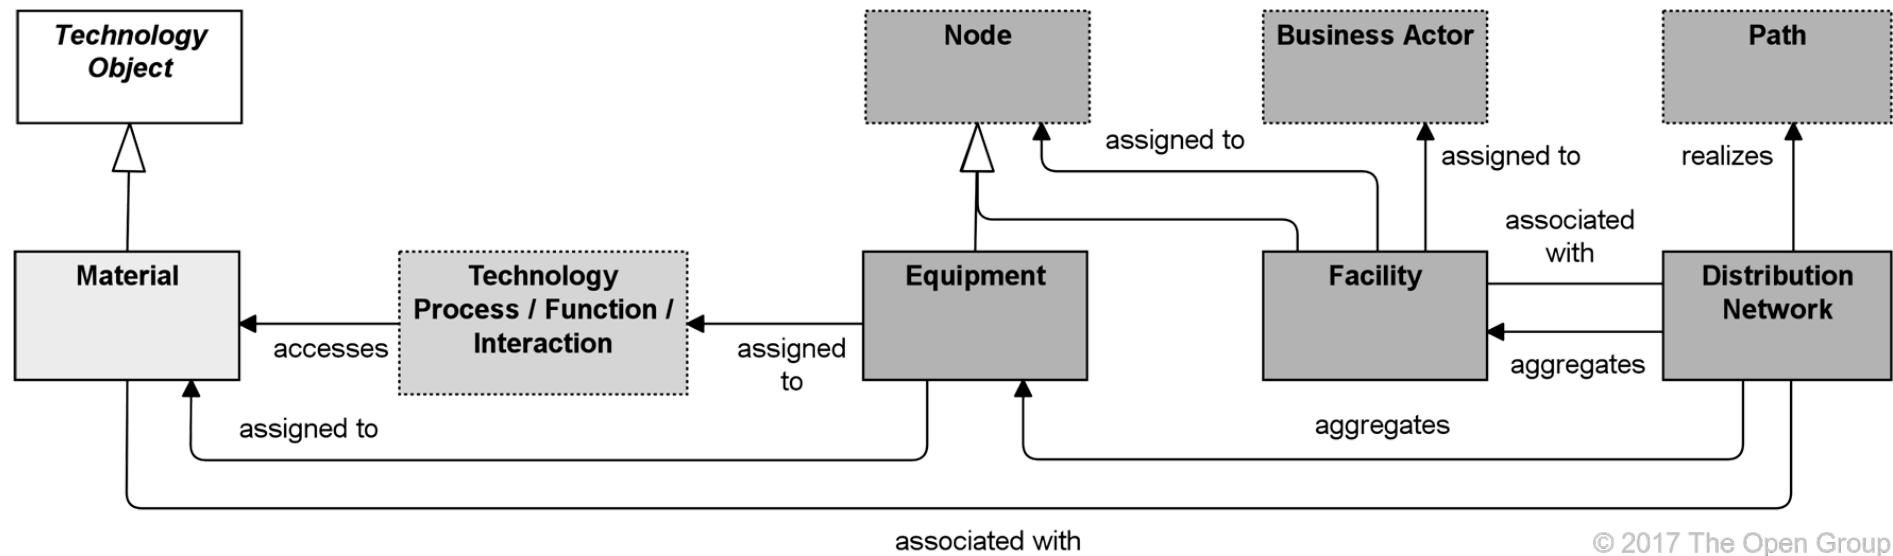 Technology
Object
Node
Business Actor
Path
assigned to
assigned to
realizes
associated
with
Material
Technology
Process / Function /
Interaction
Equipment
Facility
Distribution
Network
accesses
assigned
to
aggregates
assigned to
aggregates
associated with
© 2017 The Open Group